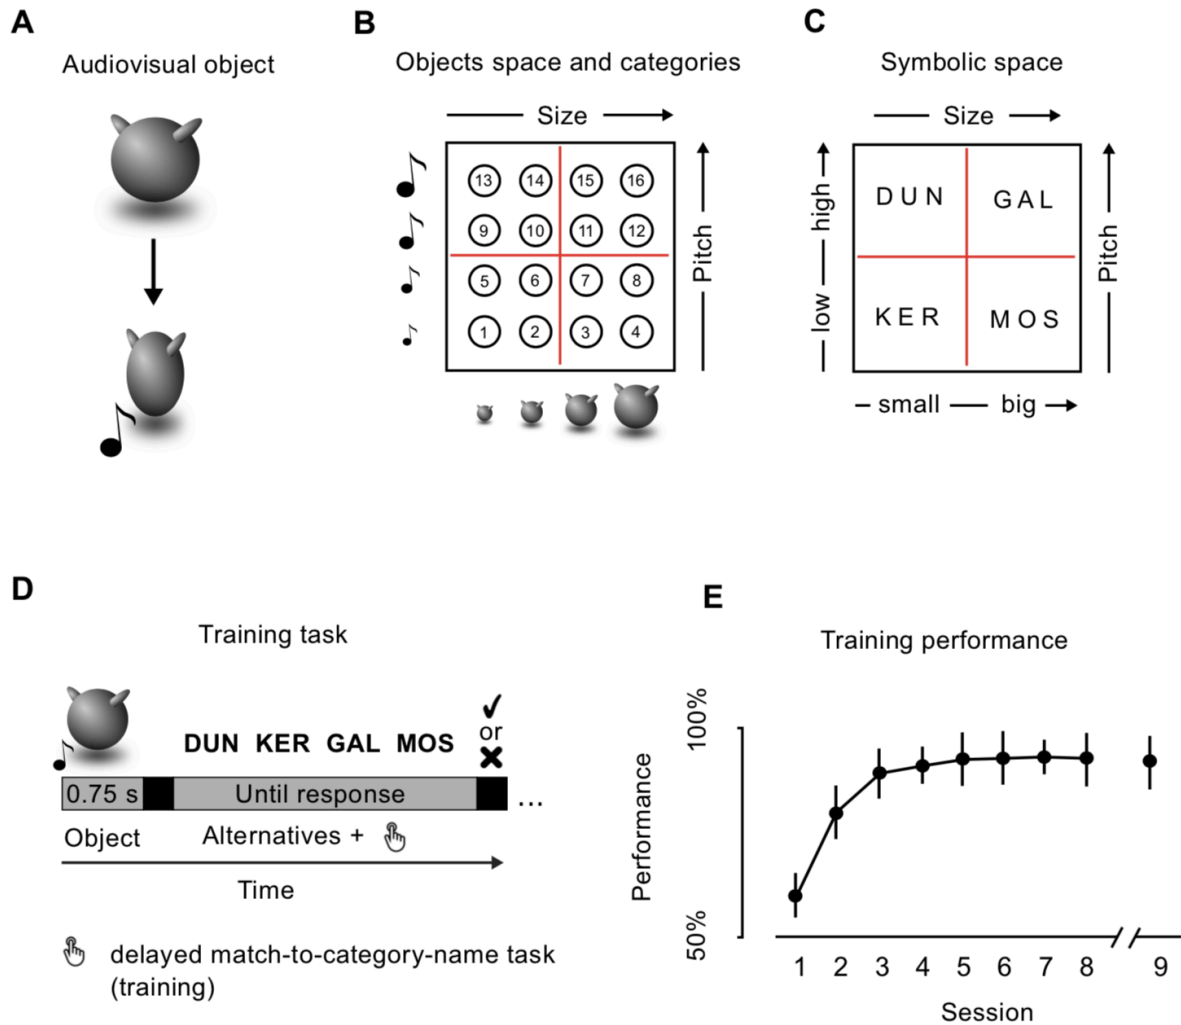 A
Audiovisual object
B
Objects space and categories
Size
13 14 15 16
9 10 11 12
5 6 7 8
1 2 3 4
Pitch
C
Symbolic space
Size
DUN GAL
KER MOS
low high
Pitch
small big
D
Training task
DUN KER GAL MOS
or
0.75 s Until response ...
Object Alternatives +
Time
delayed match-to-category-name task
(training)
E
Training performance
Performance
100%
50%
1 2 3 4 5 6 7 8 9
Session